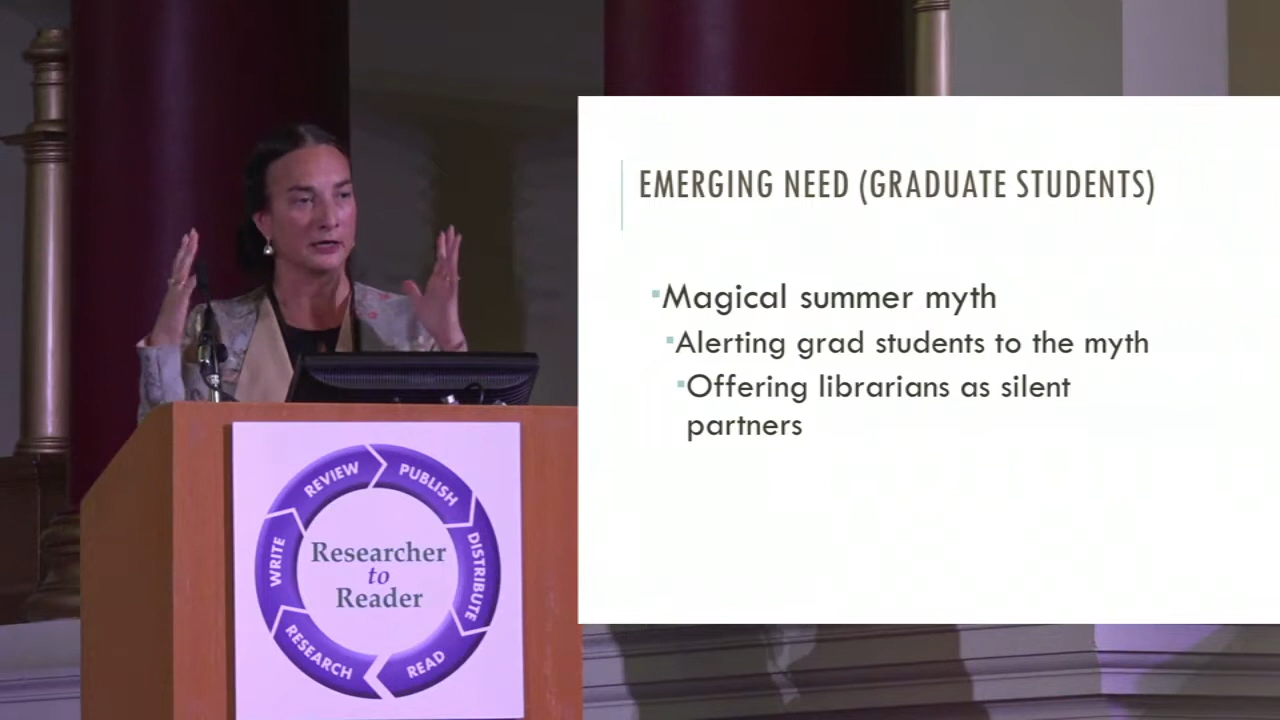 EMERGING NEED (GRADUATE STUDENTS)
Magical summer myth
Alerting grad students to the myth
Offering librarians as silent
partners
REVIEW
PUBLISH
DISTRIBUTE
READ
RESEARCH
WRITE
Researcher
to
Reader